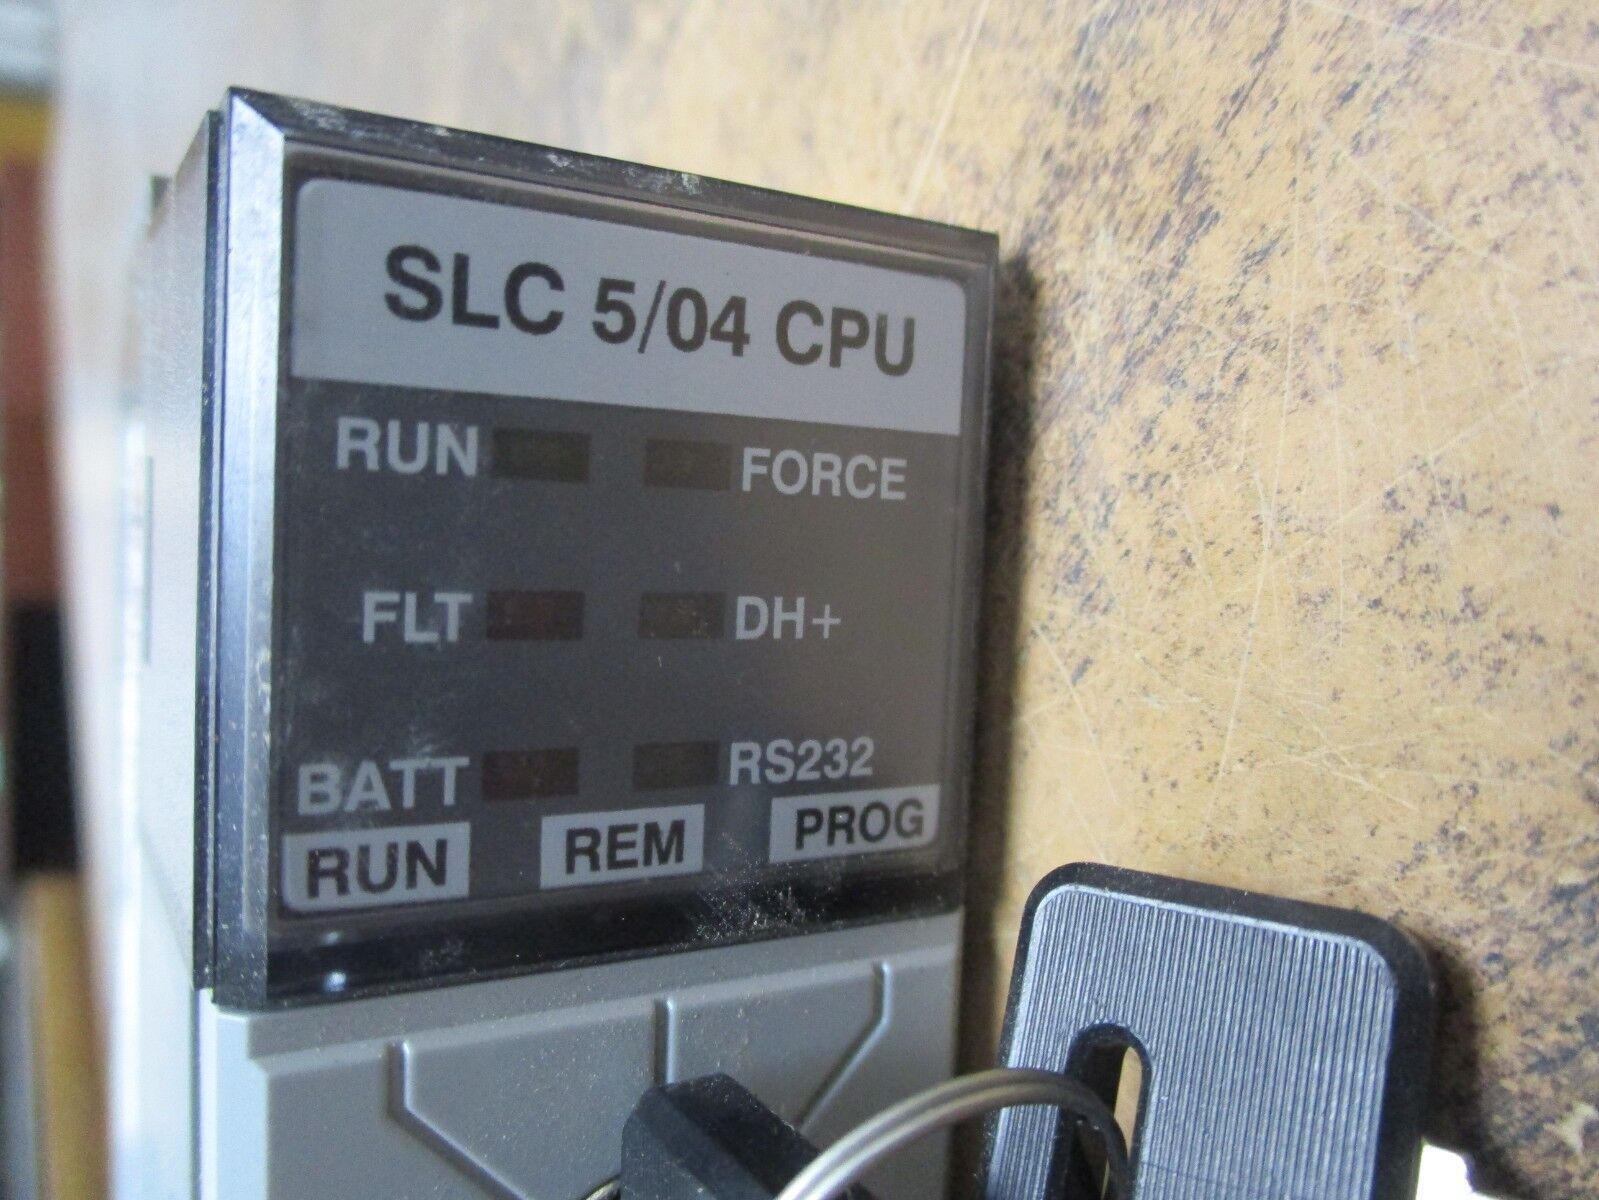 SLC 5/04 CPU
RUN FORCE
FLT DH+
BATT RS232
RUN REM PROG